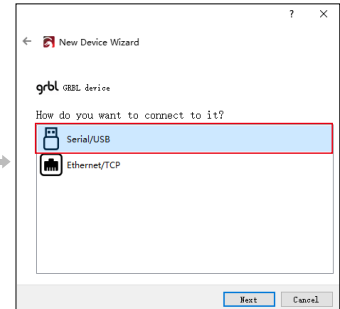 New Device Wizard
grbl GRBL device
How do you want to connect to it?
Serial/USB
Ethernet/TCP
Next Cancel